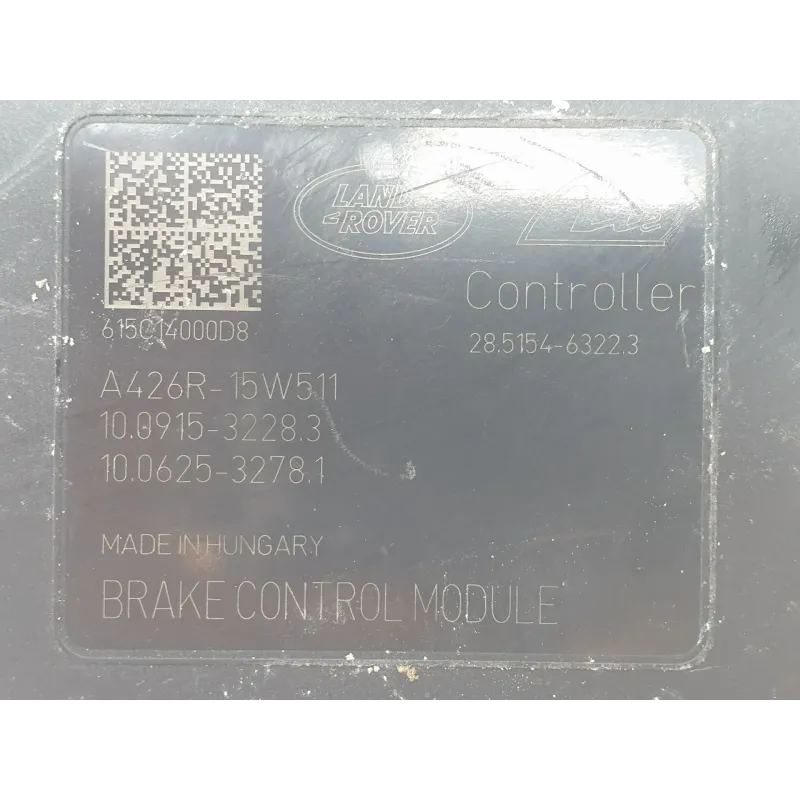 LAND
-ROVER
Ate
Controller
615C14000D8
28.5154-6322.3
A426R-15W511
10.0915-3228.3
10.0625-3278.1
MADE IN HUNGARY
BRAKE CONTROL MODULE